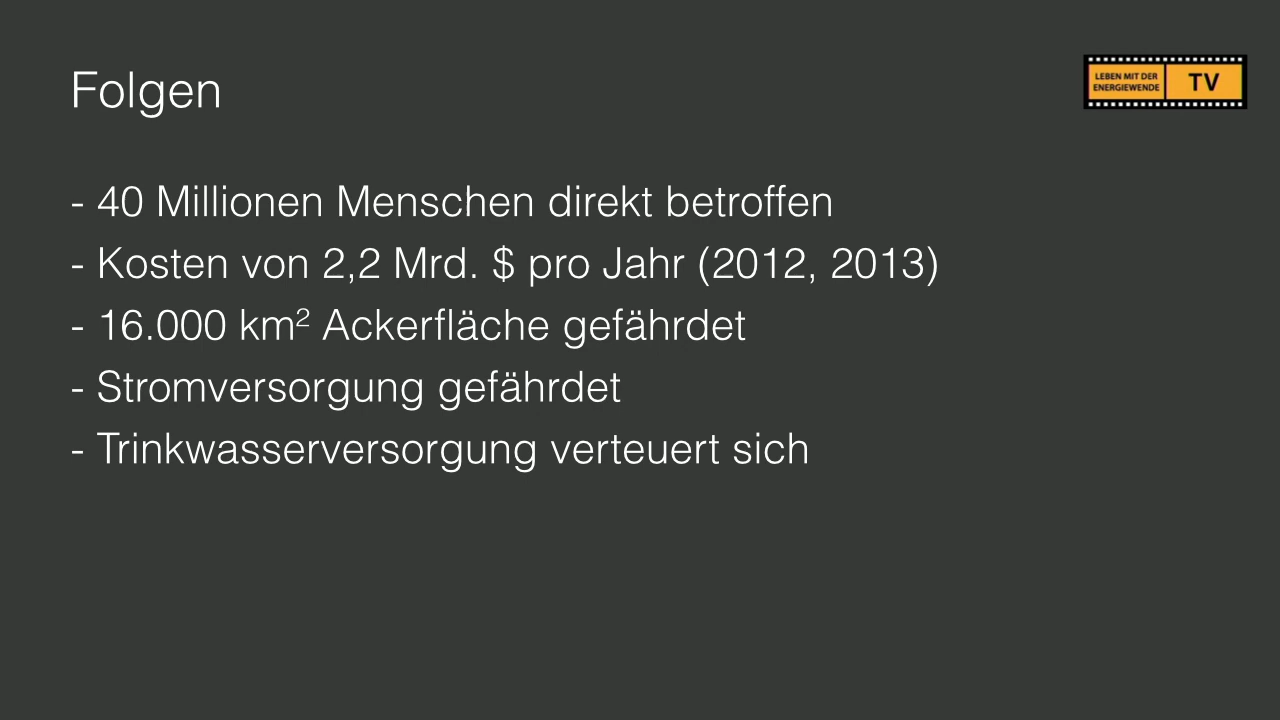 Folgen
LEBEN MIT DER
ENERGIEWENDE
TV
- 40 Millionen Menschen direkt betroffen
- Kosten von 2,2 Mrd. $ pro Jahr (2012, 2013)
- 16.000 km² Ackerfläche gefährdet
- Stromversorgung gefährdet
- Trinkwasserversorgung verteuert sich